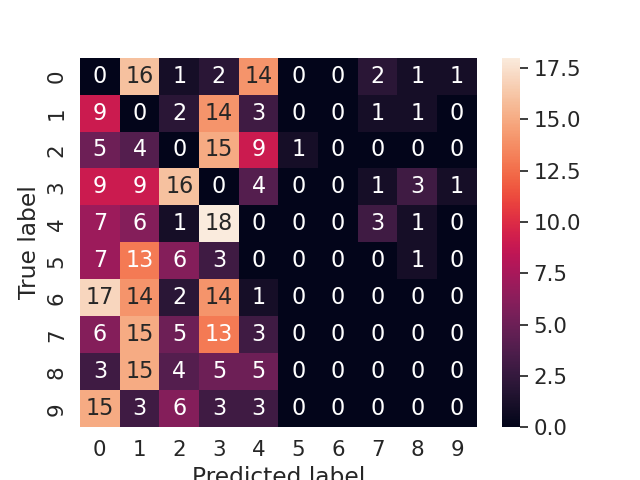 0 0 16 1 2 14 0 0 2 1 1
1 9 0 2 14 3 0 0 1 1 0
2 5 4 0 15 9 1 0 0 0 0
3 9 9 16 0 4 0 0 1 3 1
4 7 6 1 18 0 0 0 3 1 0
5 7 13 6 3 0 0 0 0 1 0
6 17 14 2 14 1 0 0 0 0 0
7 6 15 5 13 3 0 0 0 0 0
8 3 15 4 5 5 0 0 0 0 0
9 15 3 6 3 3 0 0 0 0 0
0 1 2 3 4 5 6 7 8 9
Predicted label
True label
17.5
15.0
12.5
10.0
7.5
5.0
2.5
0.0